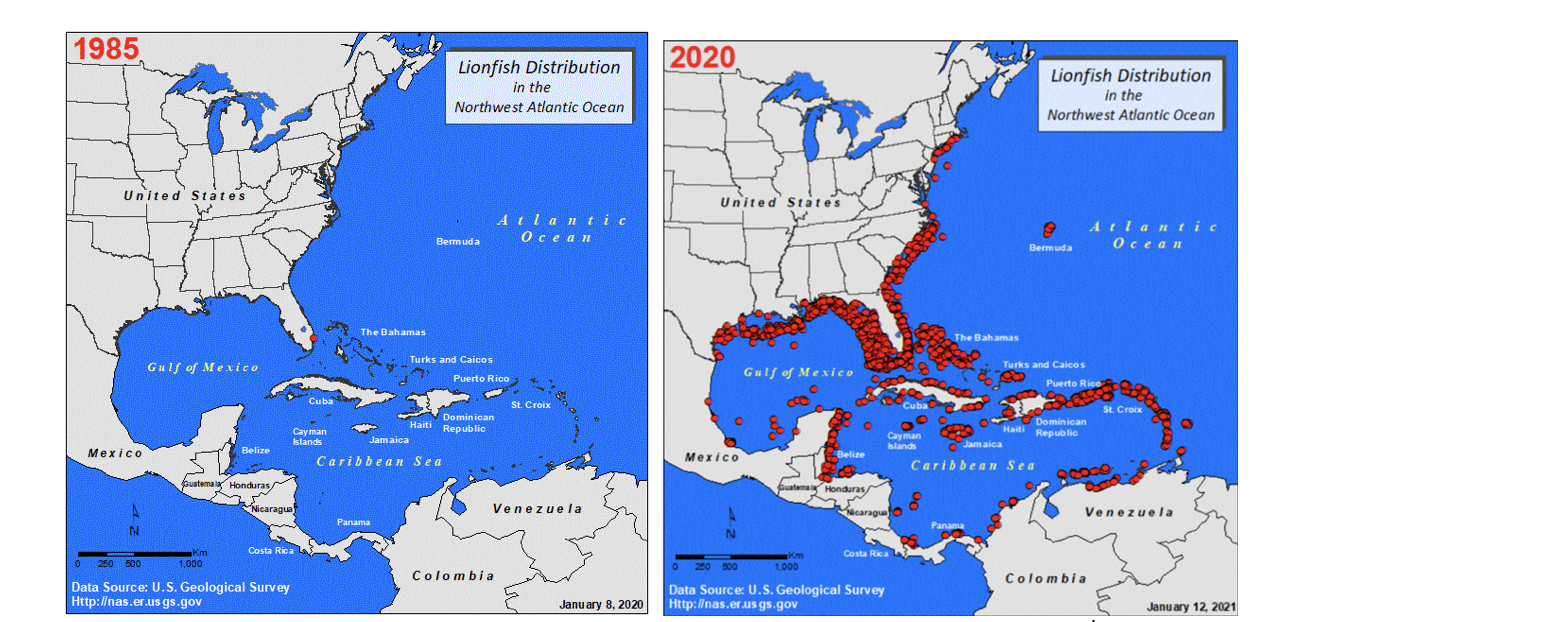 1985
Lionfish Distribution
in the
Northwest Atlantic Ocean
United States
Atlantic
Ocean
Bermuda
The Bahamas
Gulf of Mexico
Turks and Caicos
Puerto Rico
Cuba
St. Croix
Haiti
Dominican
Republic
Cayman
Islands
Jamaica
Mexico
Belize
Caribbean Sea
Guatemala
Honduras
Nicaragua
Venezuela
Panama
N
Costa Rica
Km
0 250 500 1,000
Colombia
Data Source: U.S. Geological Survey
Http://nas.er.usgs.gov
January 8, 2020
2020
Lionfish Distribution
in the
Northwest Atlantic Ocean
United States
Atlantic
Ocean
Bermuda
The Bahamas
Gulf of Mexico
Turks and Caicos
Puerto Rico
Cuba
St. Croix
Haiti
Dominican
Republic
Cayman
Islands
Jamaica
Mexico
Belize
Caribbean Sea
Guatemala
Honduras
Nicaragua
Venezuela
Panama
N
Costa Rica
Km
0 250 500 1,000
Colombia
Data Source: U.S. Geological Survey
Http://nas.er.usgs.gov
January 12, 2021